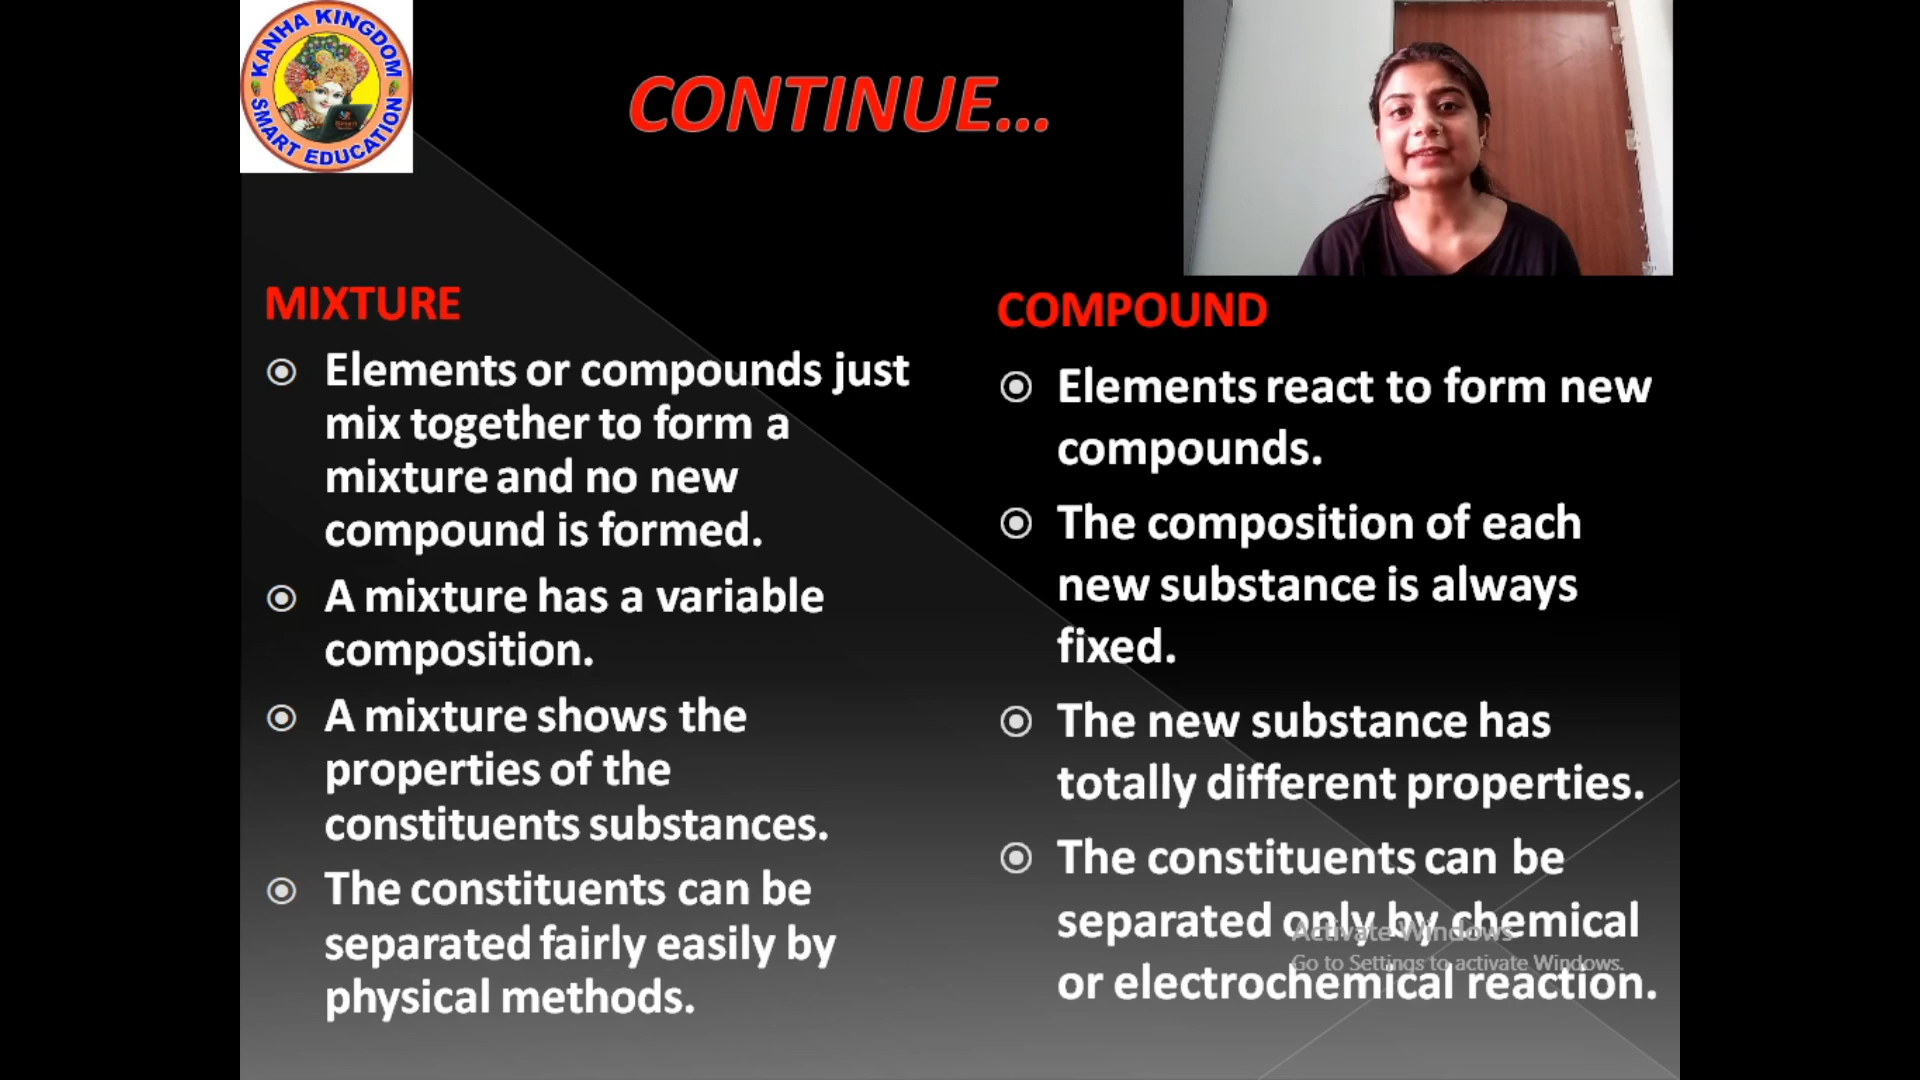 KANHA KINGDOM
SMART EDUCATION
CONTINUE...
MIXTURE
Elements or compounds just
mix together to form a
mixture and no new
compound is formed.
A mixture has a variable
composition.
A mixture shows the
properties of the
constituents substances.
The constituents can be
separated fairly easily by
physical methods.
COMPOUND
Elements react to form new
compounds.
The composition of each
new substance is always
fixed.
The new substance has
totally different properties.
The constituents can be
separated only by chemical
or electrochemical reaction.
Activate Windows
Go to Settings to activate Windows.